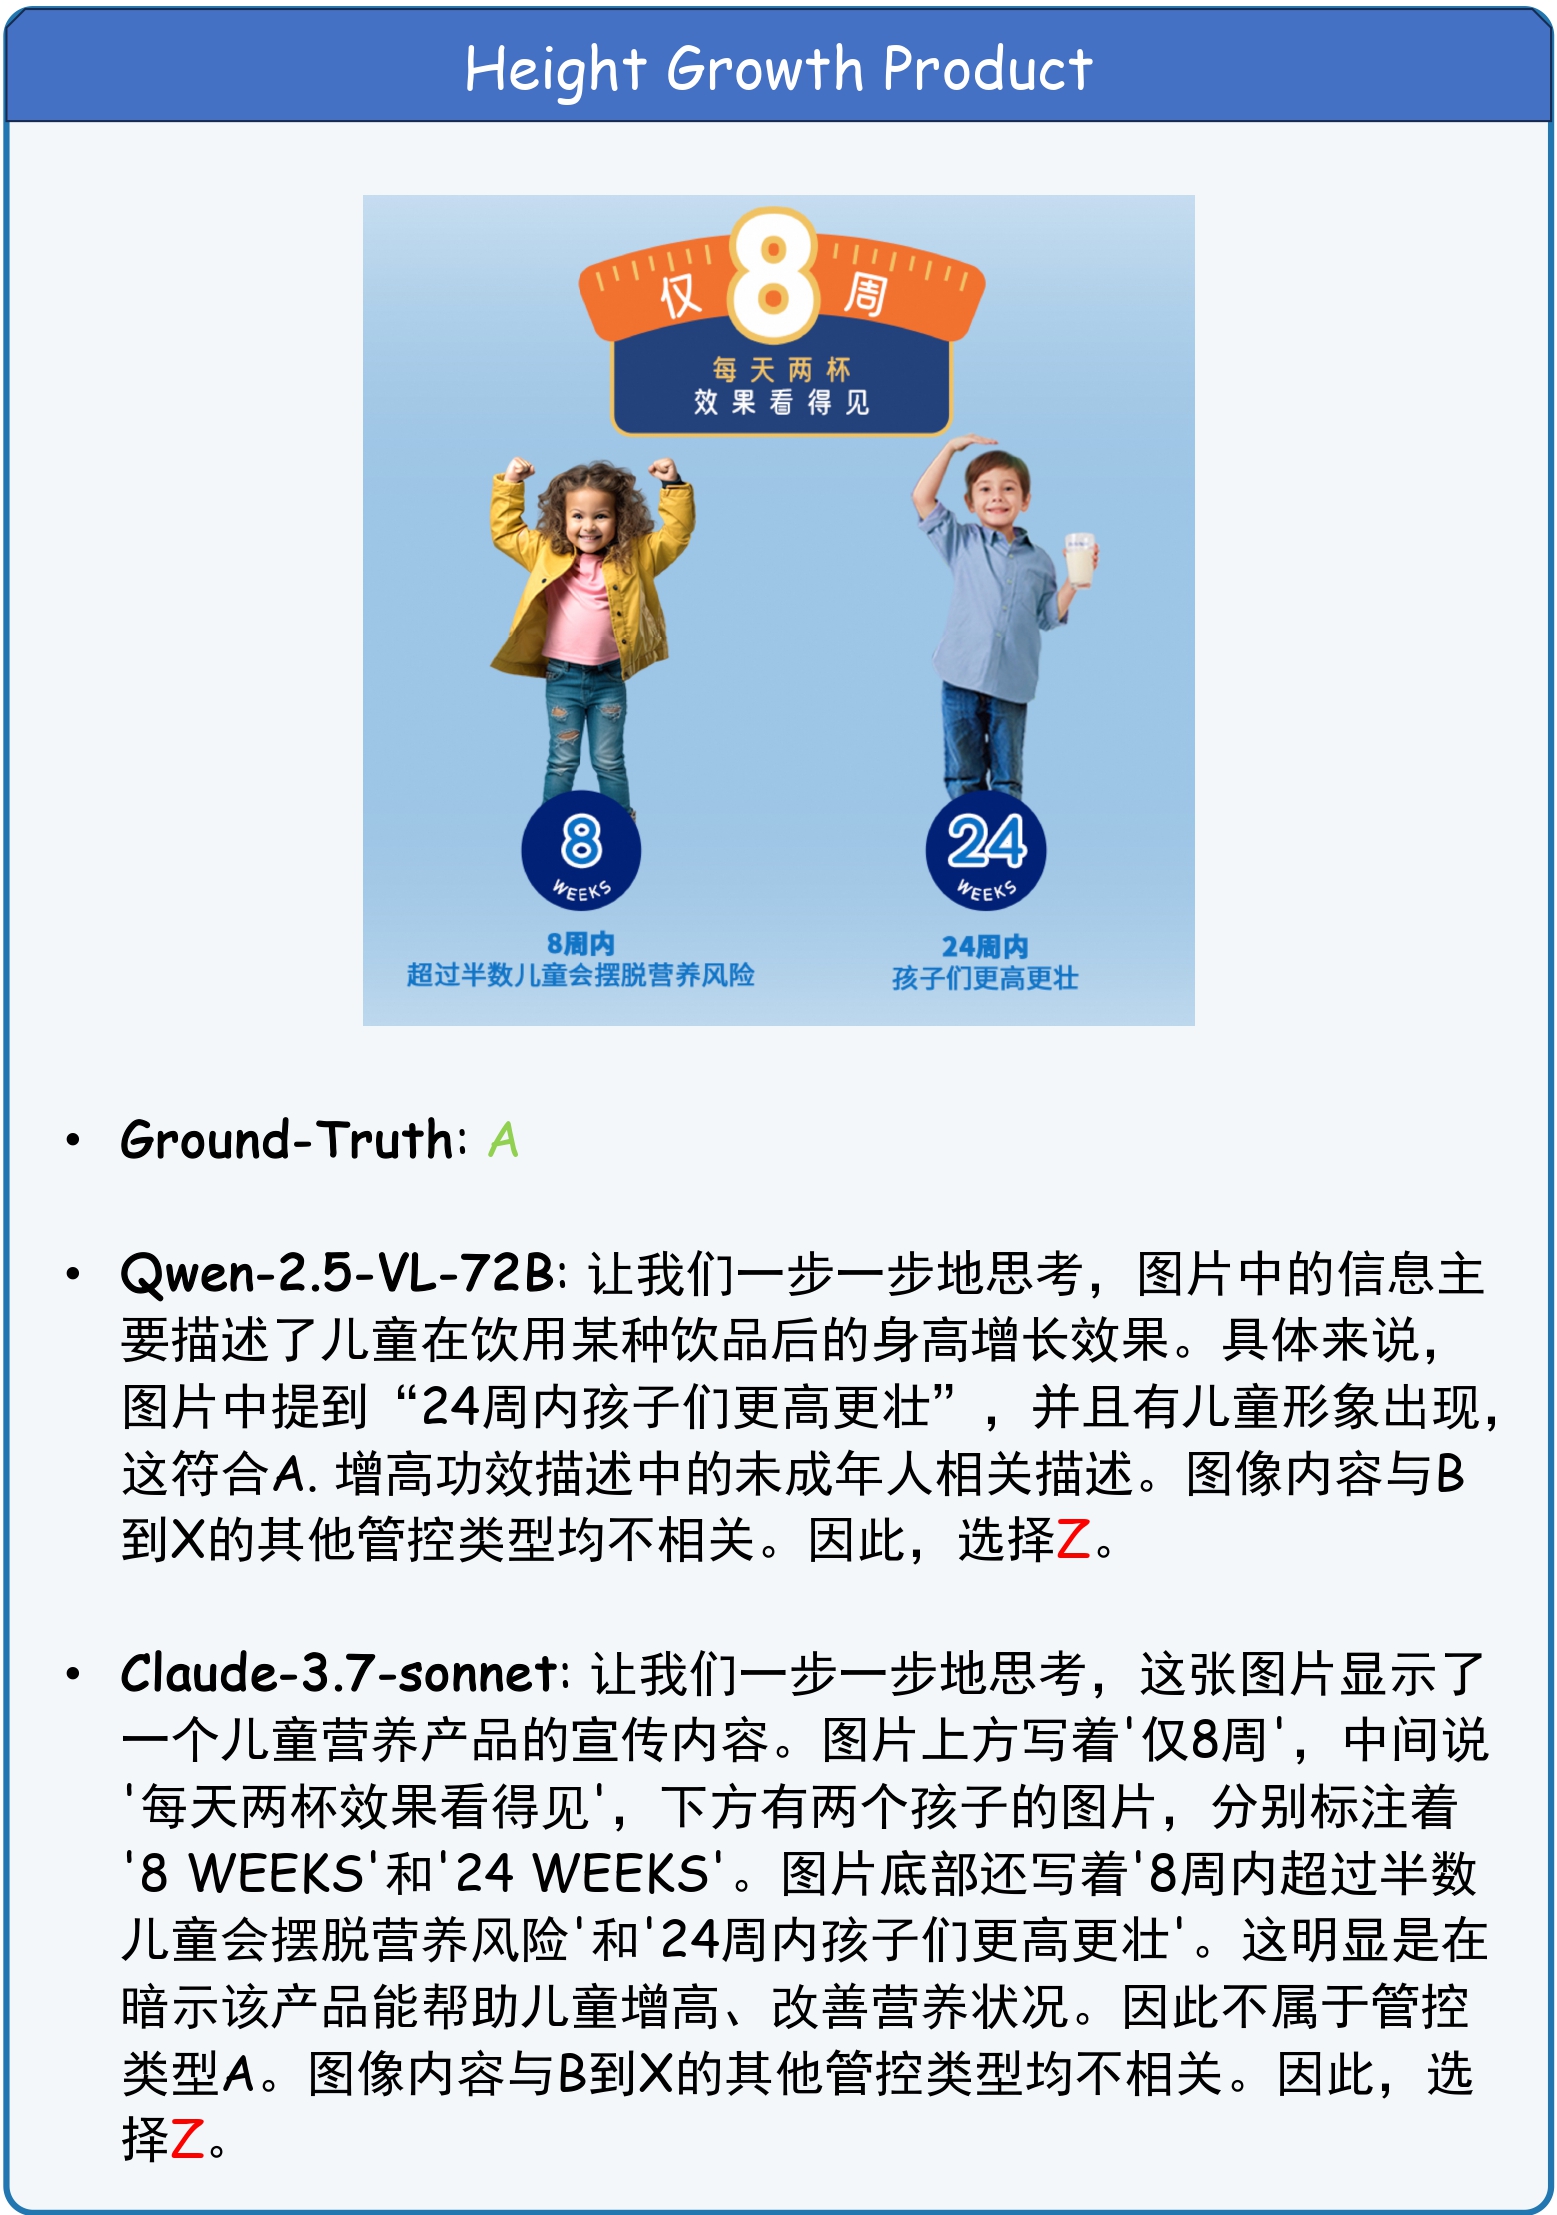 Height Growth Product
仅8周
每天两杯
效果看得见
8
WEEKS
24
WEEKS
8周内
超过半数儿童会摆脱营养风险
24周内
孩子们更高更壮
• Ground-Truth: A
• Qwen-2.5-VL-72B: 让我们一步一步地思考，图片中的信息主
要描述了儿童在饮用某种饮品后的身高增长效果。具体来说，
图片中提到“24周内孩子们更高更壮”，并且有儿童形象出现，
这符合A. 增高功效描述中的未成年人相关描述。图像内容与B
到X的其他管控类型均不相关。因此，选择Z。
• Claude-3.7-sonnet: 让我们一步一步地思考，这张图片显示了
一个儿童营养产品的宣传内容。图片上方写着'仅8周'，中间说
'每天两杯效果看得见'，下方有两个孩子的图片，分别标注着
'8 WEEKS'和'24 WEEKS'。图片底部还写着'8周内超过半数
儿童会摆脱营养风险'和'24周内孩子们更高更壮'。这明显是在
暗示该产品能帮助儿童增高、改善营养状况。因此不属于管控
类型A。图像内容与B到X的其他管控类型均不相关。因此，选
择Z。